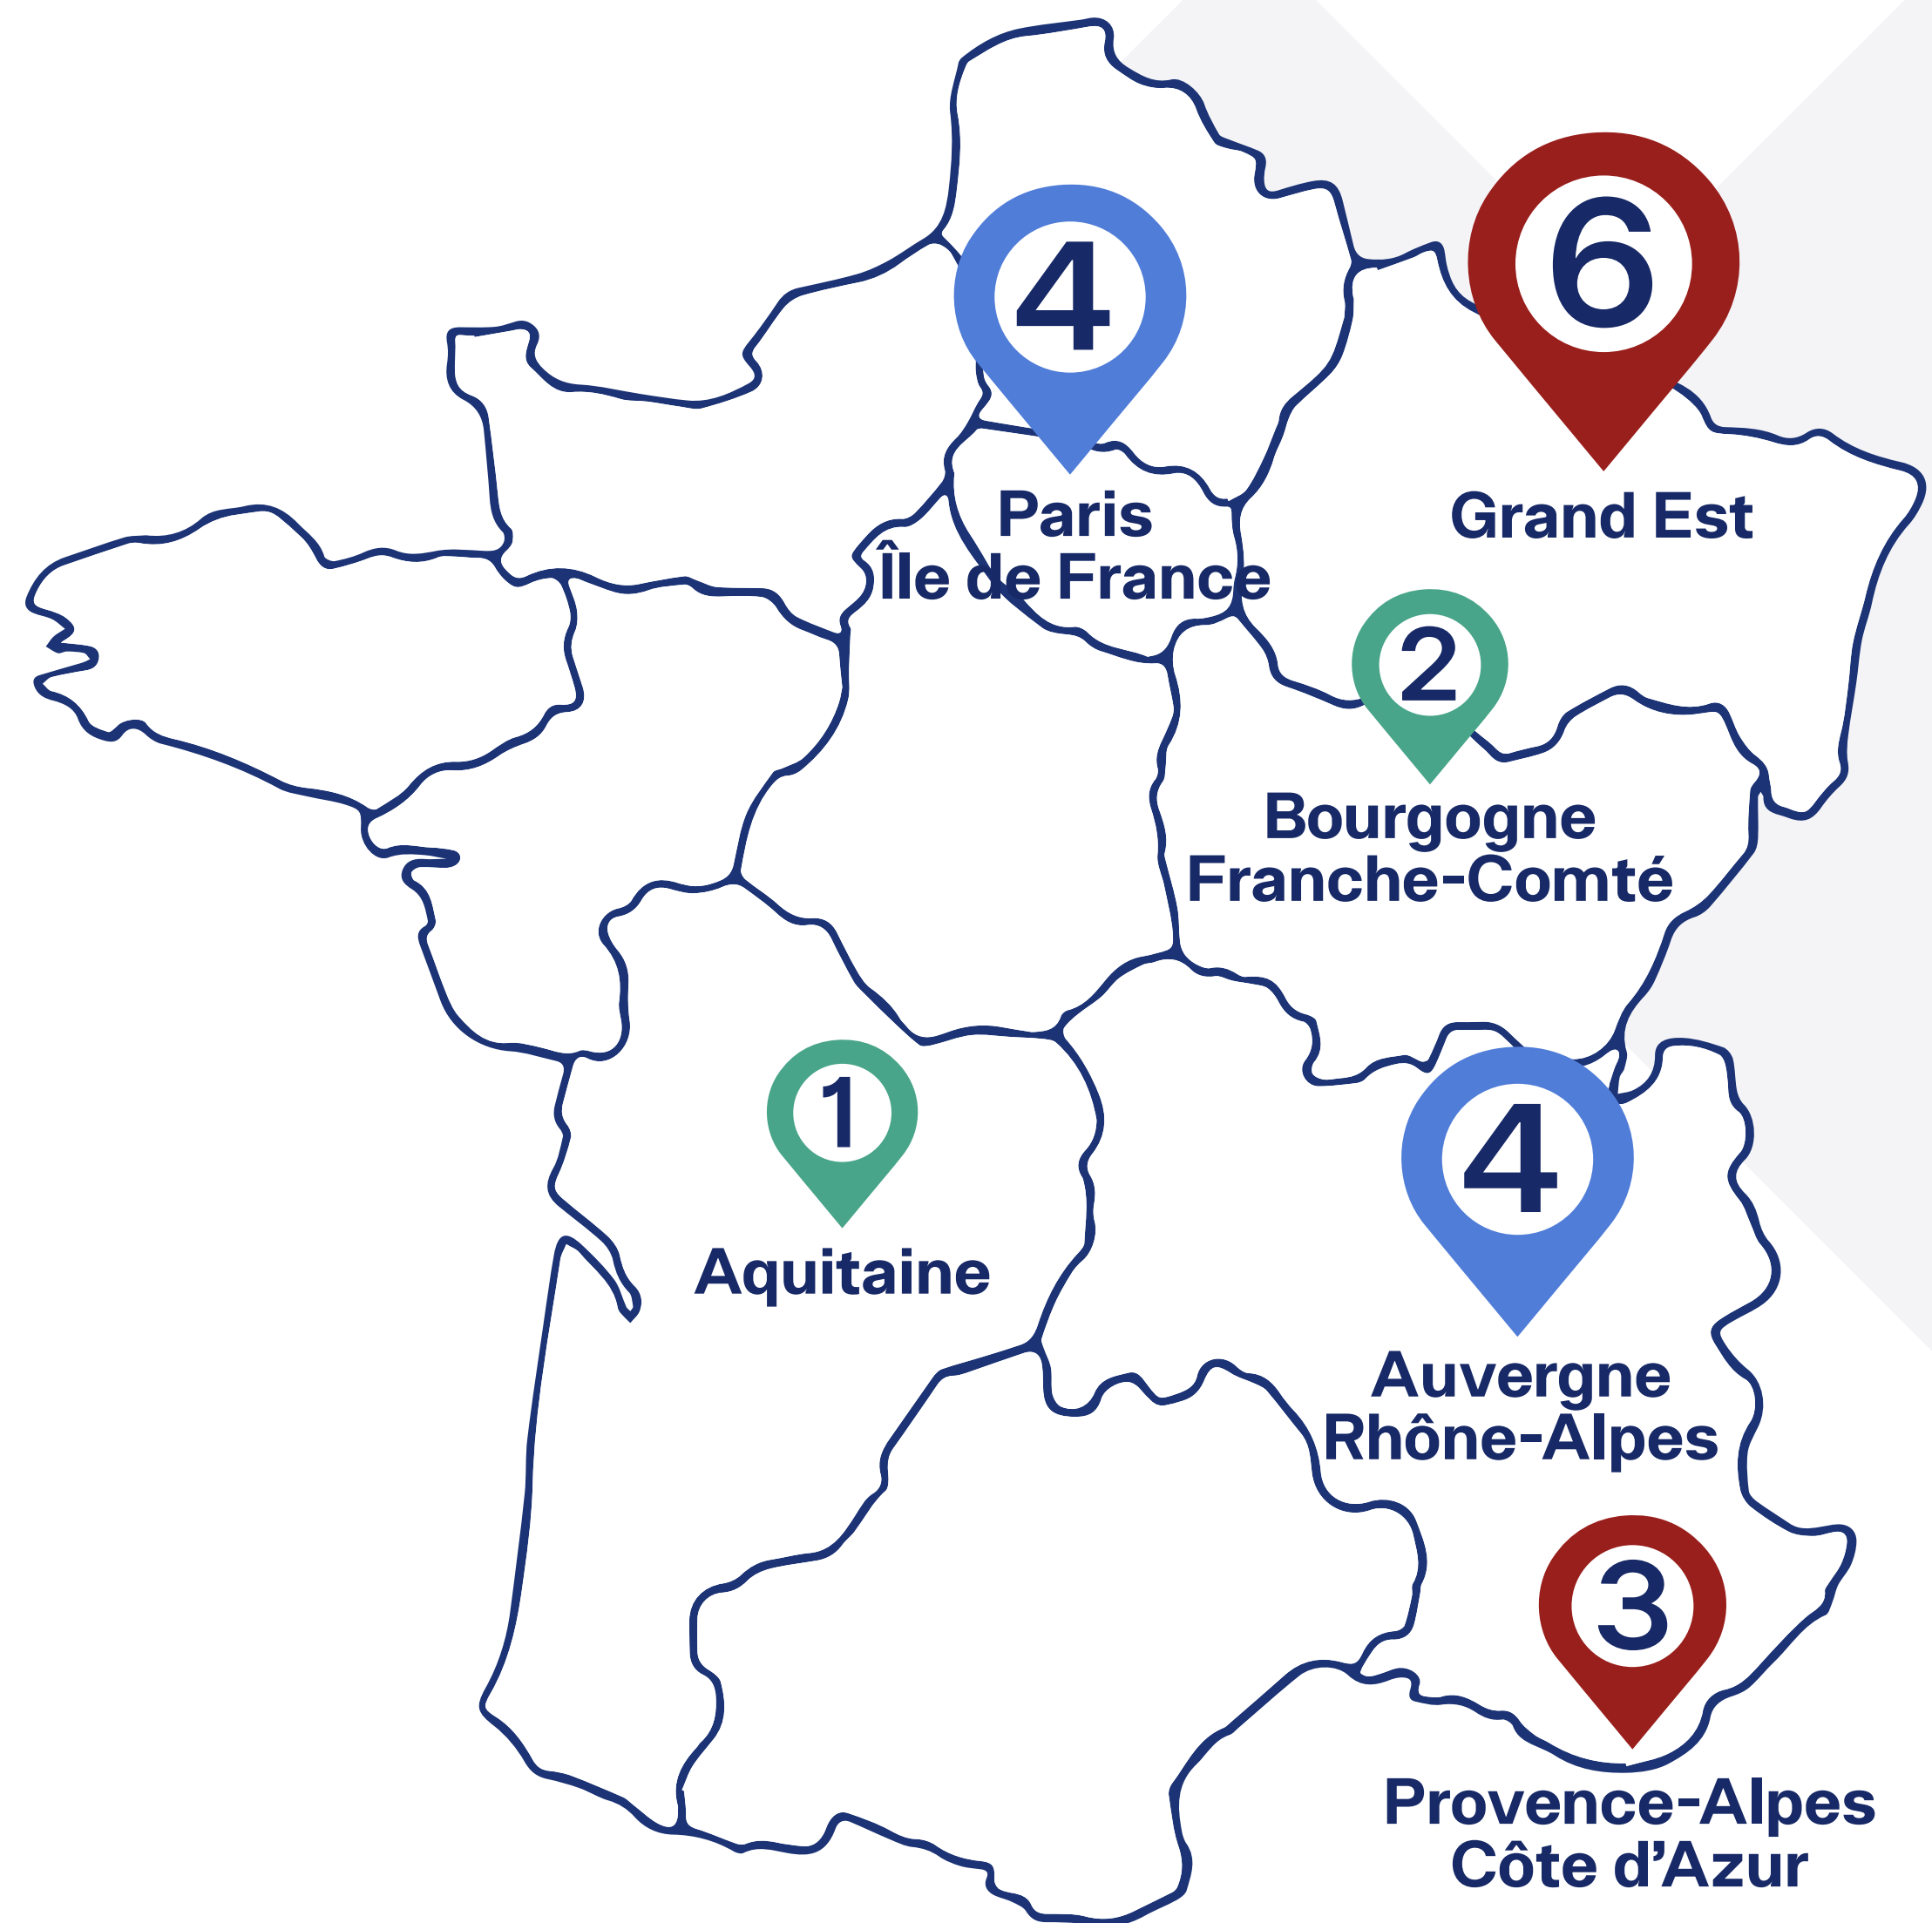 4
Paris
Île de France
6
Grand Est
2
Bourgogne
Franche-Comté
1
Aquitaine
4
Auvergne
Rhône-Alpes
3
Provence-Alpes
Côte d’Azur